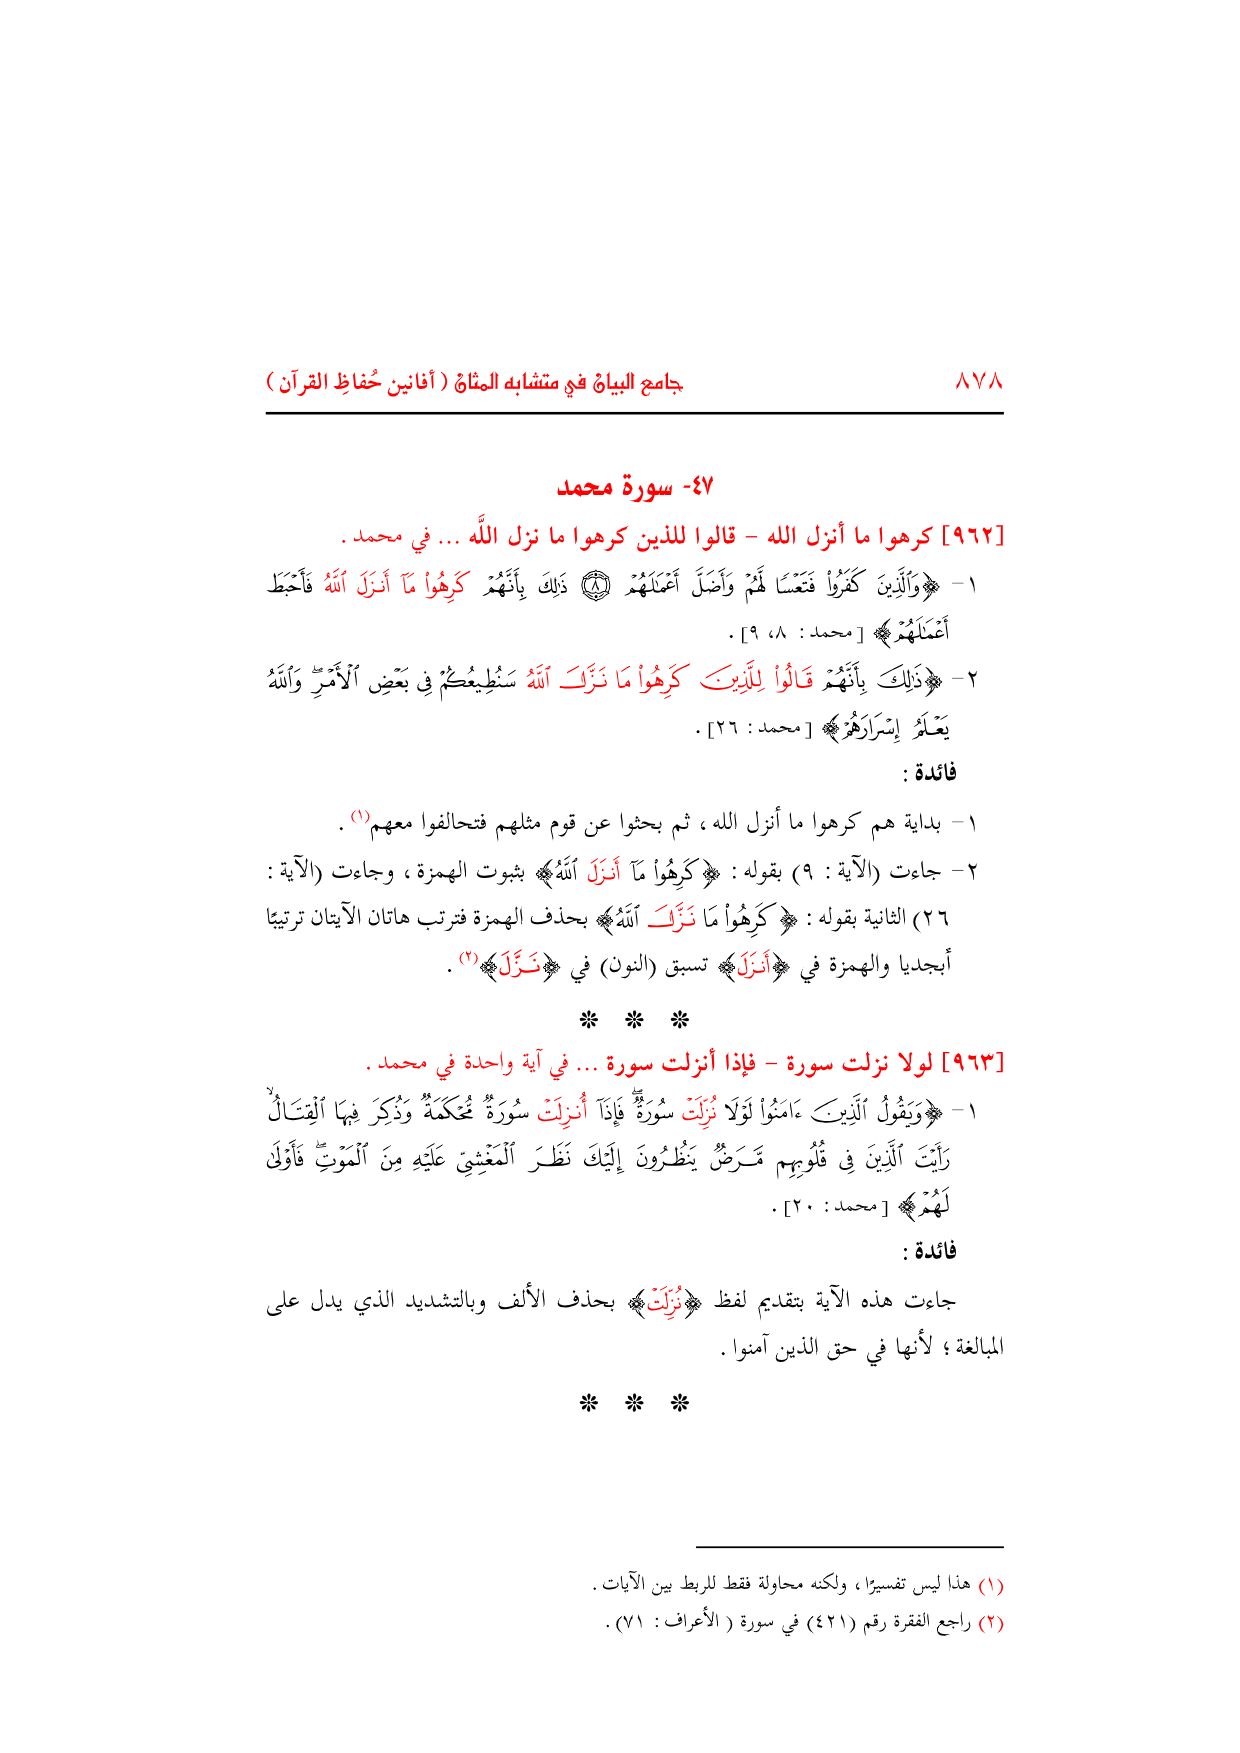 ٨٧٨ جامع البيان في متشابه المثان ( أفانين حُفاظِ القرآن )
٤٧- سورة محمد
[٩٦٢] كرهوا ما أنزل الله – قالوا للذين كرهوا ما نزل اللَّه ... في محمد .
١- ﴿وَٱلَّذِينَ كَفَرُوا۟ فَتَعْسًا لَّهُمْ وَأَضَلَّ أَعْمَـٰلَهُمْ ٨ ذَٰلِكَ بِأَنَّهُمْ كَرِهُوا۟ مَآ أَنزَلَ ٱللَّهُ فَأَحْبَطَ
أَعْمَـٰلَهُمْ﴾ [محمد : ٨، ٩] .
٢- ﴿ذَٰلِكَ بِأَنَّهُمْ قَالُوا۟ لِلَّذِينَ كَرِهُوا۟ مَا نَزَّلَ ٱللَّهُ سَنُطِيعُكُمْ فِى بَعْضِ ٱلْأَمْرِ ۖ وَٱللَّهُ
يَعْلَمُ إِسْرَارَهُمْ﴾ [محمد : ٢٦] .
فائدة :
١- بداية هم كرهوا ما أنزل الله ، ثم بحثوا عن قوم مثلهم فتحالفوا معهم(١) .
٢- جاءت (الآية : ٩) بقوله : ﴿كَرِهُوا۟ مَآ أَنزَلَ ٱللَّهُ﴾ بثبوت الهمزة ، وجاءت (الآية :
٢٦) الثانية بقوله : ﴿كَرِهُوا۟ مَا نَزَّلَ ٱللَّهُ﴾ بحذف الهمزة فترتب هاتان الآيتان ترتيبًا
أبجديا والهمزة في ﴿أَنزَلَ﴾ تسبق (النون) في ﴿نَزَّلَ﴾(٢) .
❊ ❊ ❊
[٩٦٣] لولا نزلت سورة – فإذا أنزلت سورة ... في آية واحدة في محمد .
١- ﴿وَيَقُولُ ٱلَّذِينَ ءَامَنُوا۟ لَوْلَا نُزِّلَتْ سُورَةٌ ۖ فَإِذَآ أُنزِلَتْ سُورَةٌ مُّحْكَمَةٌ وَذُكِرَ فِيهَا ٱلْقِتَالُ ۙ
رَأَيْتَ ٱلَّذِينَ فِى قُلُوبِهِم مَّرَضٌ يَنظُرُونَ إِلَيْكَ نَظَرَ ٱلْمَغْشِىِّ عَلَيْهِ مِنَ ٱلْمَوْتِ ۖ فَأَوْلَىٰ
لَهُمْ﴾ [محمد : ٢٠] .
فائدة :
جاءت هذه الآية بتقديم لفظ ﴿نُزِّلَتْ﴾ بحذف الألف وبالتشديد الذي يدل على
المبالغة ؛ لأنها في حق الذين آمنوا .
❊ ❊ ❊
(١) هذا ليس تفسيرًا ، ولكنه محاولة فقط للربط بين الآيات .
(٢) راجع الفقرة رقم (٤٢١) في سورة ( الأعراف : ٧١) .